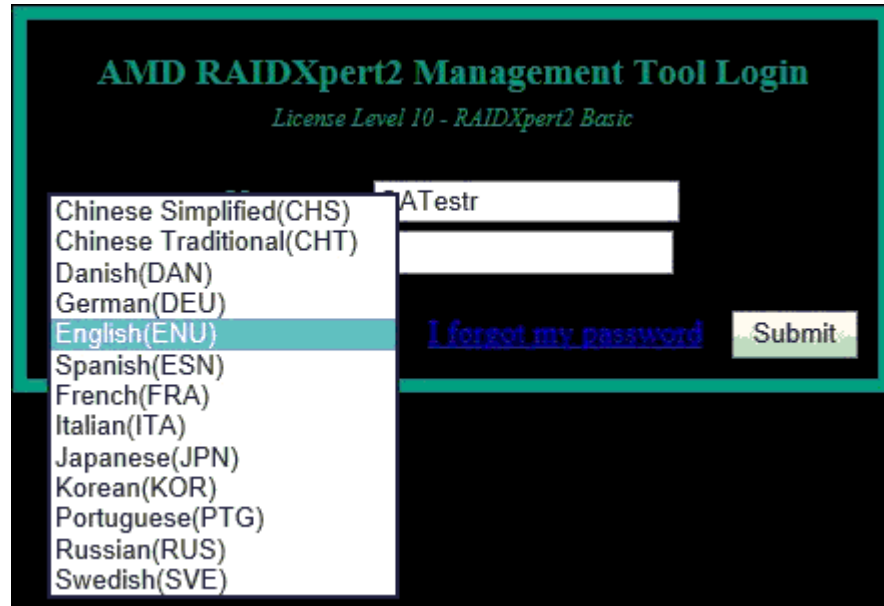 AMD RAIDXpert2 Management Tool Login
License Level 10 - RAIDXpert2 Basic
ATestr
Chinese Simplified(CHS)
Chinese Traditional(CHT)
Danish(DAN)
German(DEU)
English(ENU)
I forgot my password
Submit
Spanish(ESN)
French(FRA)
Italian(ITA)
Japanese(JPN)
Korean(KOR)
Portuguese(PTG)
Russian(RUS)
Swedish(SVE)